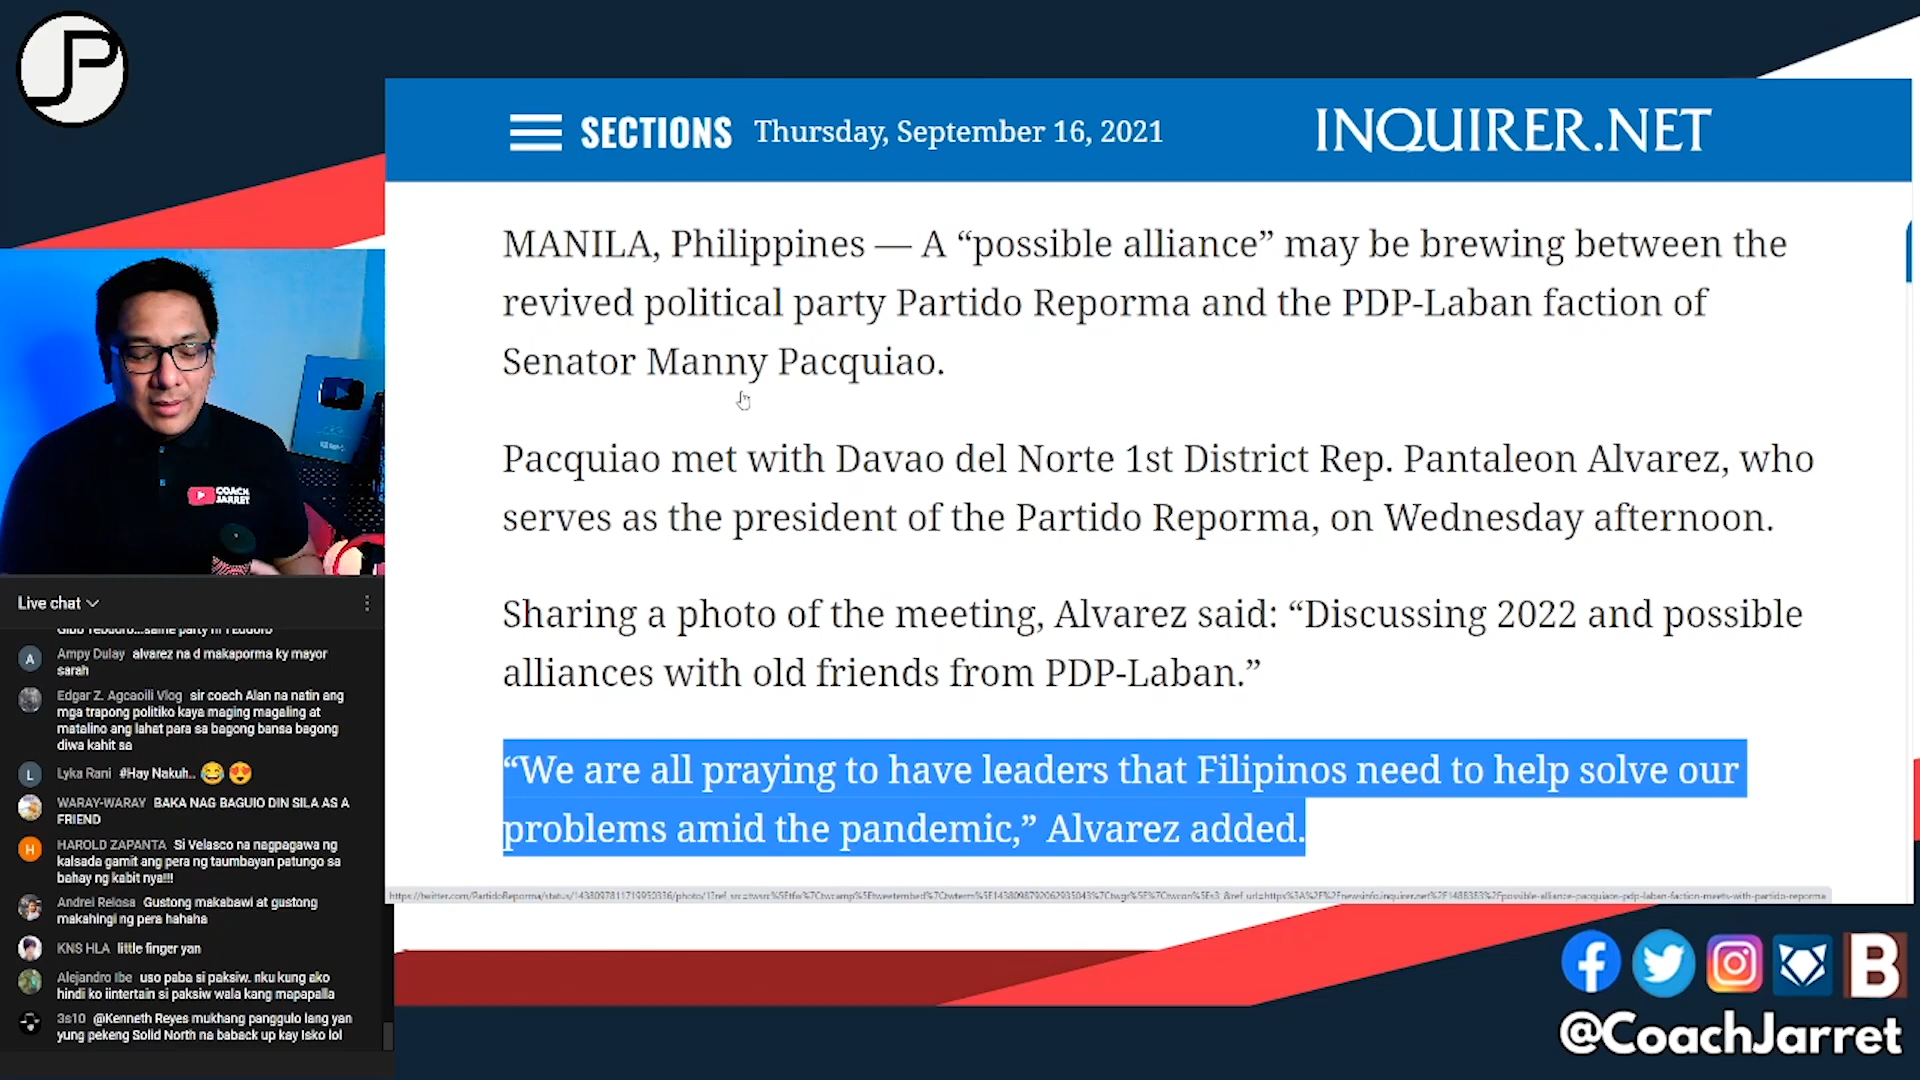 JP
SECTIONS Thursday, September 16, 2021 INQUIRER.NET
MANILA, Philippines — A “possible alliance” may be brewing between the
revived political party Partido Reporma and the PDP-Laban faction of
Senator Manny Pacquiao.
Pacquiao met with Davao del Norte 1st District Rep. Pantaleon Alvarez, who
serves as the president of the Partido Reporma, on Wednesday afternoon.
Sharing a photo of the meeting, Alvarez said: “Discussing 2022 and possible
alliances with old friends from PDP-Laban.”
“We are all praying to have leaders that Filipinos need to help solve our
problems amid the pandemic,” Alvarez added.
COACH
JARRET
Live chat
A Ampy Dulay alvarez na d makaporma ky mayor
sarah
Edgar Z. Agcaoili Vlog sir coach Alan na natin ang
mga trapong politiko kaya maging magaling at
matalino ang lahat para sa bagong bansa bagong
diwa kahit sa
L Lyka Rani #Hay Nakuh.. 😂😍
WARAY-WARAY BAKA NAG BAGUIO DIN SILA AS A
FRIEND
H HAROLD ZAPANTA Si Velasco na nagpagawa ng
kalsada gamit ang pera ng taumbayan patungo sa
bahay ng kabit nya!!!
Andrei Relosa Gustong makabawi at gustong
makahingi ng pera hahaha
KNS HLA little finger yan
Alejandro Ibe uso paba si paksiw. nku kung ako
hindi ko iintertain si paksiw wala kang mapapalla
3s10 @Kenneth Reyes mukhang panggulo lang yan
yung pekeng Solid North na baback up kay Isko lol
B
@CoachJarret